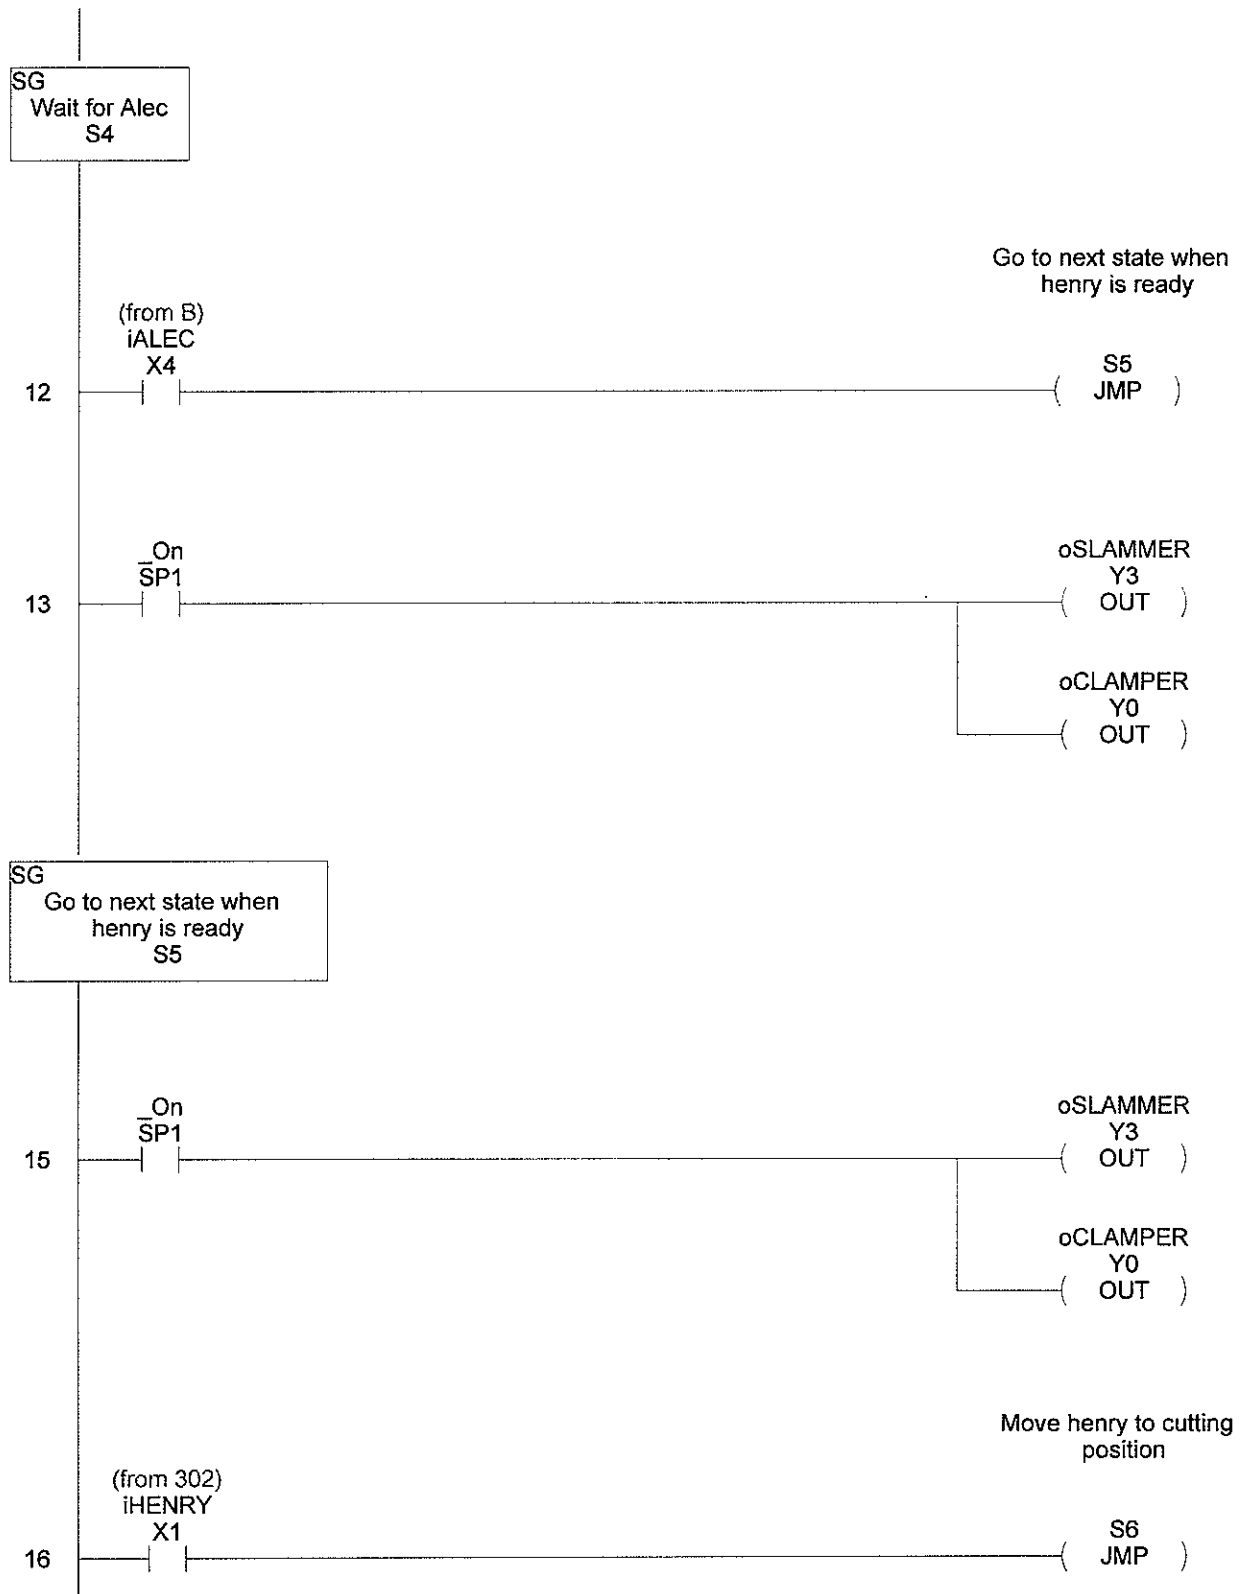 SG
Wait for Alec
S4
Go to next state when
henry is ready
(from B)
iALEC
X4
S5
12
JMP
_On
SP1
oSLAMMER
Y3
13
OUT
oCLAMPER
Y0
OUT
SG
Go to next state when
henry is ready
S5
_On
SP1
oSLAMMER
Y3
15
OUT
oCLAMPER
Y0
OUT
Move henry to cutting
position
(from 302)
iHENRY
X1
S6
16
JMP